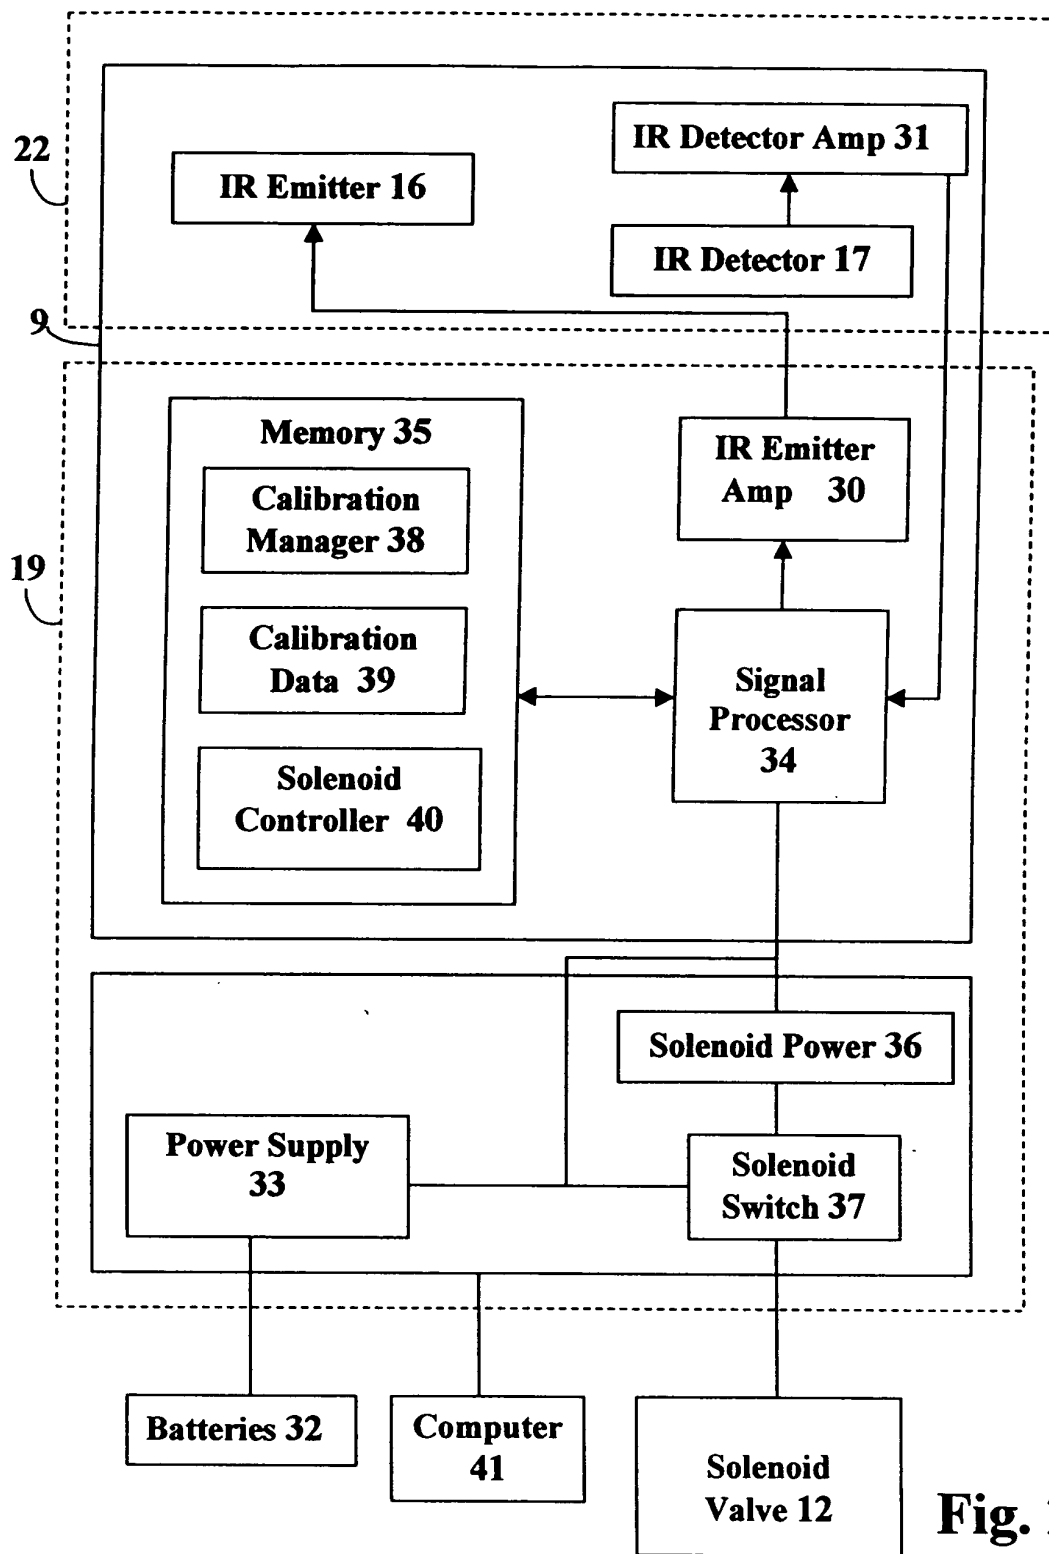 22
IR Emitter 16
IR Detector Amp 31
IR Detector 17
9
Memory 35
Calibration
Manager 38
Calibration
Data 39
Solenoid
Controller 40
IR Emitter
Amp 30
19
Signal
Processor
34
Solenoid Power 36
Power Supply
33
Solenoid
Switch 37
Batteries 32
Computer
41
Solenoid
Valve 12
Fig.